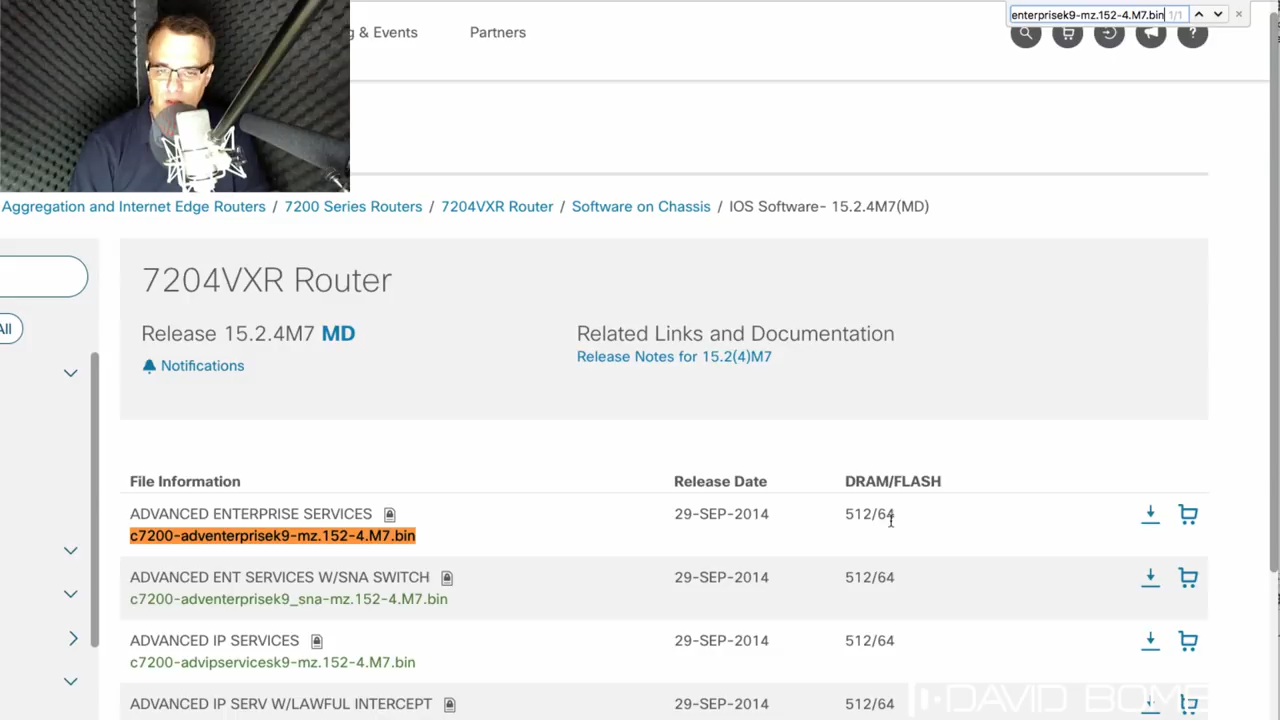 enterprisek9-mz.152-4.M7.bin 1/1
g & Events Partners
Aggregation and Internet Edge Routers / 7200 Series Routers / 7204VXR Router / Software on Chassis / IOS Software- 15.2.4M7(MD)
All
7204VXR Router
Release 15.2.4M7 MD
Notifications
Related Links and Documentation
Release Notes for 15.2(4)M7
File Information Release Date DRAM/FLASH
ADVANCED ENTERPRISE SERVICES 29-SEP-2014 512/64
c7200-adventerprisek9-mz.152-4.M7.bin
ADVANCED ENT SERVICES W/SNA SWITCH 29-SEP-2014 512/64
c7200-adventerprisek9_sna-mz.152-4.M7.bin
ADVANCED IP SERVICES 29-SEP-2014 512/64
c7200-advipservicesk9-mz.152-4.M7.bin
ADVANCED IP SERV W/LAWFUL INTERCEPT 29-SEP-2014 512/64
DAVID BOMB